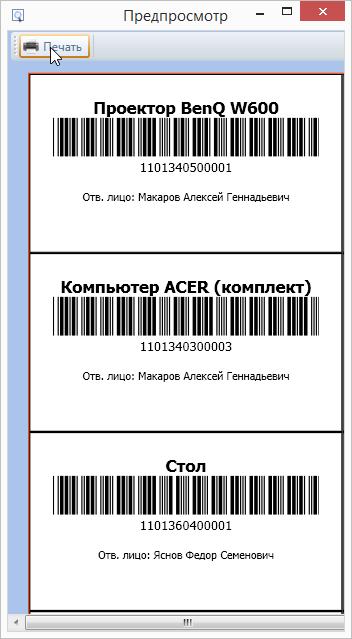 Предпросмотр
Печать
Проектор BenQ W600
1101340500001
Отв. лицо: Макаров Алексей Геннадьевич
Компьютер ACER (комплект)
1101340300003
Отв. лицо: Макаров Алексей Геннадьевич
Стол
1101360400001
Отв. лицо: Яснов Федор Семенович